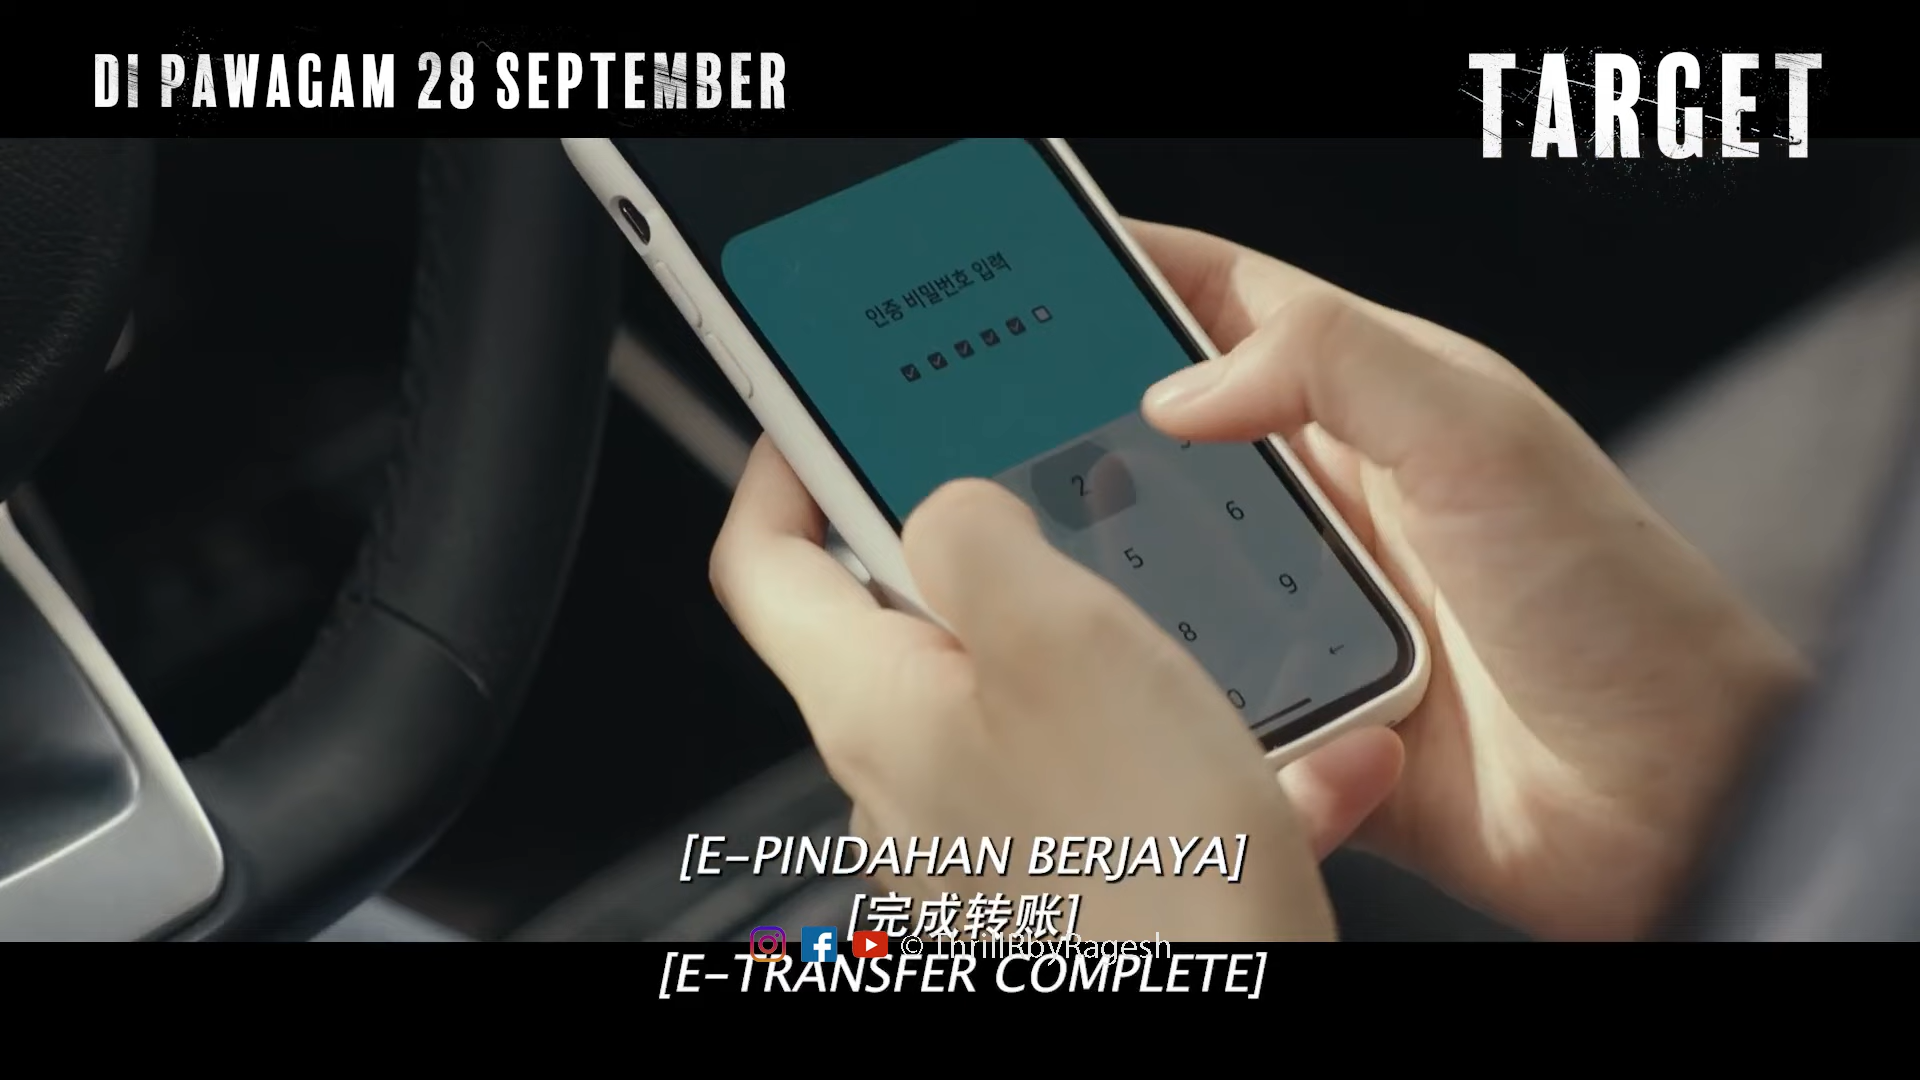 DI PAWAGAM 28 SEPTEMBER
TARGET
인증 비밀번호 입력
2
5
6
8
9
0
←
[E-PINDAHAN BERJAYA]
[完成转账]
© ThrillRbyRagesh
[E-TRANSFER COMPLETE]